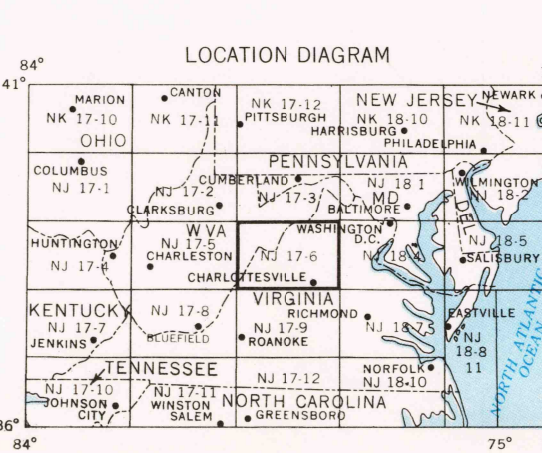 LOCATION DIAGRAM
84°
41°
MARION
CANTON
NK 17-10
NK 17-11
NK 17-12
PITTSBURGH
NEW JERSEY
NEWARK
NK 18-10
HARRISBURG
NK 18-11
PHILADELPHIA
OHIO
COLUMBUS
NJ 17-1
PENNSYLVANIA
NJ 17-2
CUMBERLAND
NJ 17-3
CLARKSBURG
NJ 18 1
MD
BALTIMORE
WILMINGTON
NJ 18-2
DEL
HUNTINGTON
NJ 17-4
W VA
NJ 17-5
CHARLESTON
NJ 17-6
CHARLOTTESVILLE
WASHINGTON
D.C.
NJ 18-4
NJ 18-5
SALISBURY
KENTUCKY
NJ 17-7
JENKINS
NJ 17-8
BLUEFIELD
VIRGINIA
NJ 17-9
ROANOKE
RICHMOND
NJ 18-7
EASTVILLE
NJ
18-8
11
NORTH ATLANTIC
OCEAN
TENNESSEE
NJ 17-10
JOHNSON
CITY
NJ 17-11
WINSTON
SALEM
NJ 17-12
NORTH CAROLINA
GREENSBORO
NORFOLK
NJ 18-10
36°
84°
75°